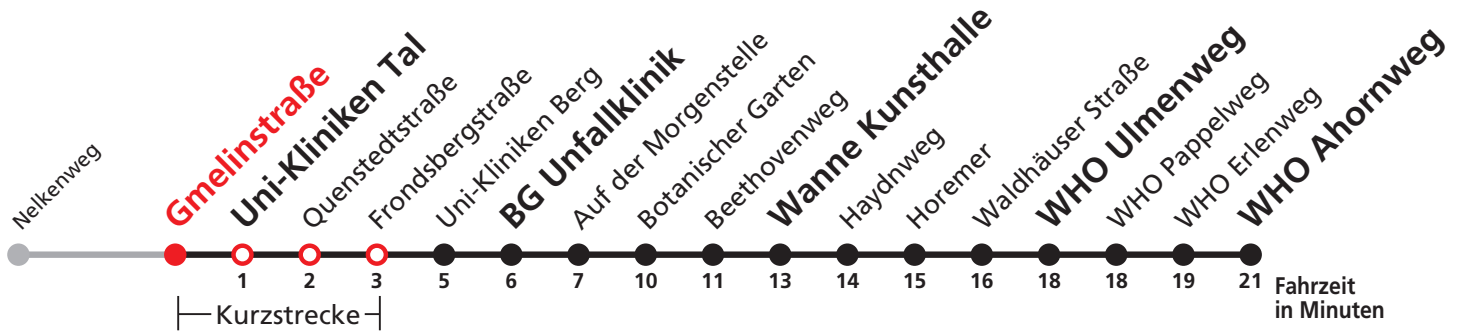 Nelkenweg
Gmelinstraße
Uni-Kliniken Tal
Quenstedtstraße
Frondsbergstraße
Uni-Kliniken Berg
BG Unfallklinik
Auf der Morgenstelle
Botanischer Garten
Beethovenweg
Wanne Kunsthalle
Haydnweg
Horemer
Waldhäuser Straße
WHO Ulmenweg
WHO Pappelweg
WHO Erlenweg
WHO Ahornweg
1 2 3 5 6 7 10 11 13 14 15 16 18 18 19 21
Fahrzeit
in Minuten
Kurzstrecke